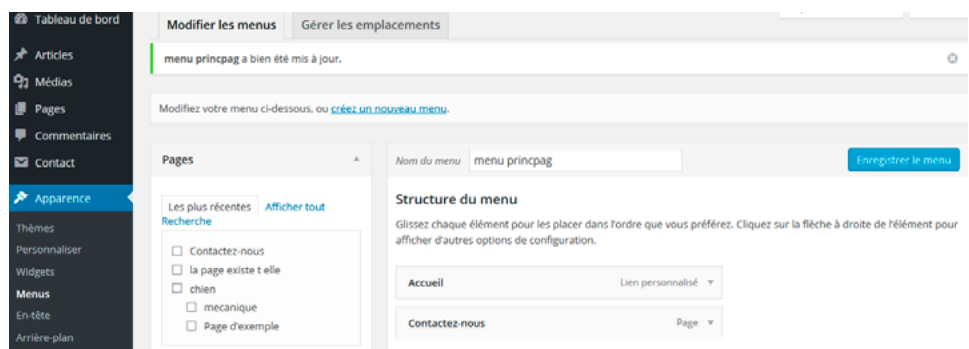 Tableau de bord
Articles
Médias
Pages
Commentaires
Contact
Apparence
Thèmes
Personnaliser
Widgets
Menus
En-tête
Arrière-plan
Modifier les menus
Gérer les emplacements
menu princpag a bien été mis à jour.
Modifiez votre menu ci-dessous, ou créez un nouveau menu.
Pages
Les plus récentes Afficher tout
Recherche
Contactez-nous
la page existe t elle
chien
mecanique
Page d'exemple
Nom du menu menu princpag
Enregistrer le menu
Structure du menu
Glissez chaque élément pour les placer dans l'ordre que vous préférez. Cliquez sur la flèche à droite de l'élément pour
afficher d'autres options de configuration.
Accueil Lien personnalisé
Contactez-nous Page